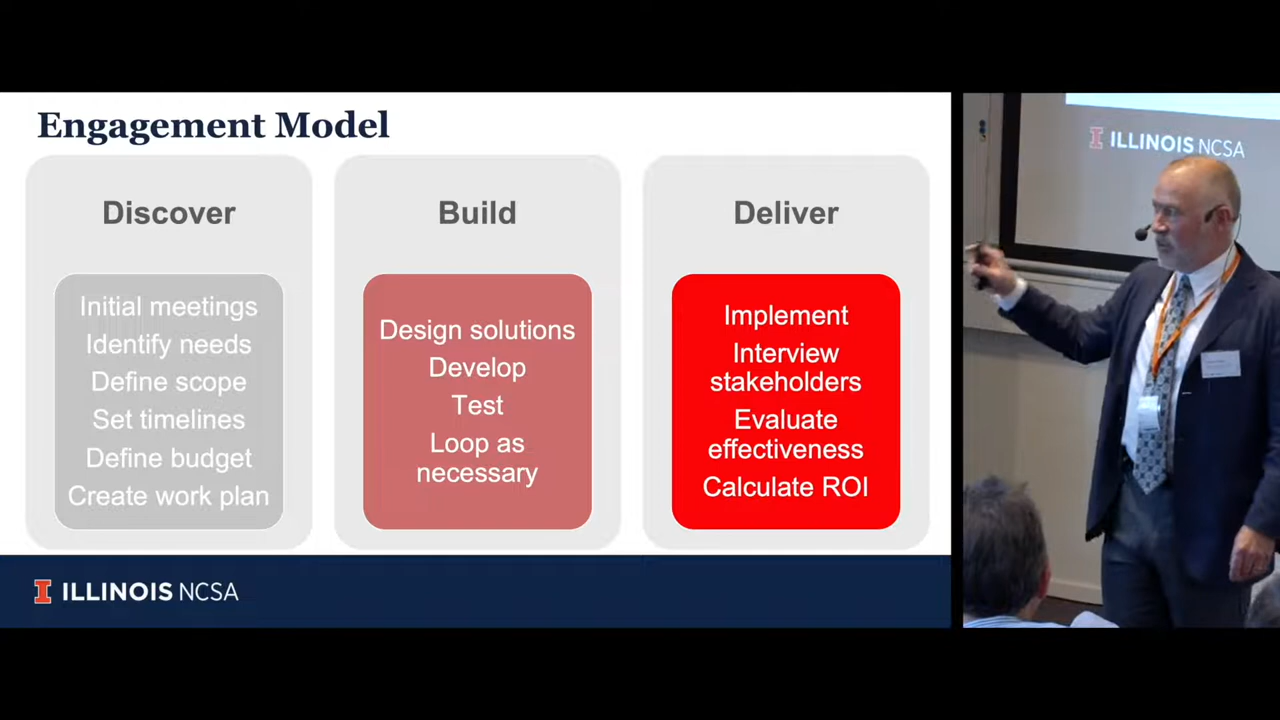 Engagement Model
Discover
Initial meetings
Identify needs
Define scope
Set timelines
Define budget
Create work plan
Build
Design solutions
Develop
Test
Loop as
necessary
Deliver
Implement
Interview
stakeholders
Evaluate
effectiveness
Calculate ROI
I ILLINOIS NCSA
I ILLINOIS NCSA